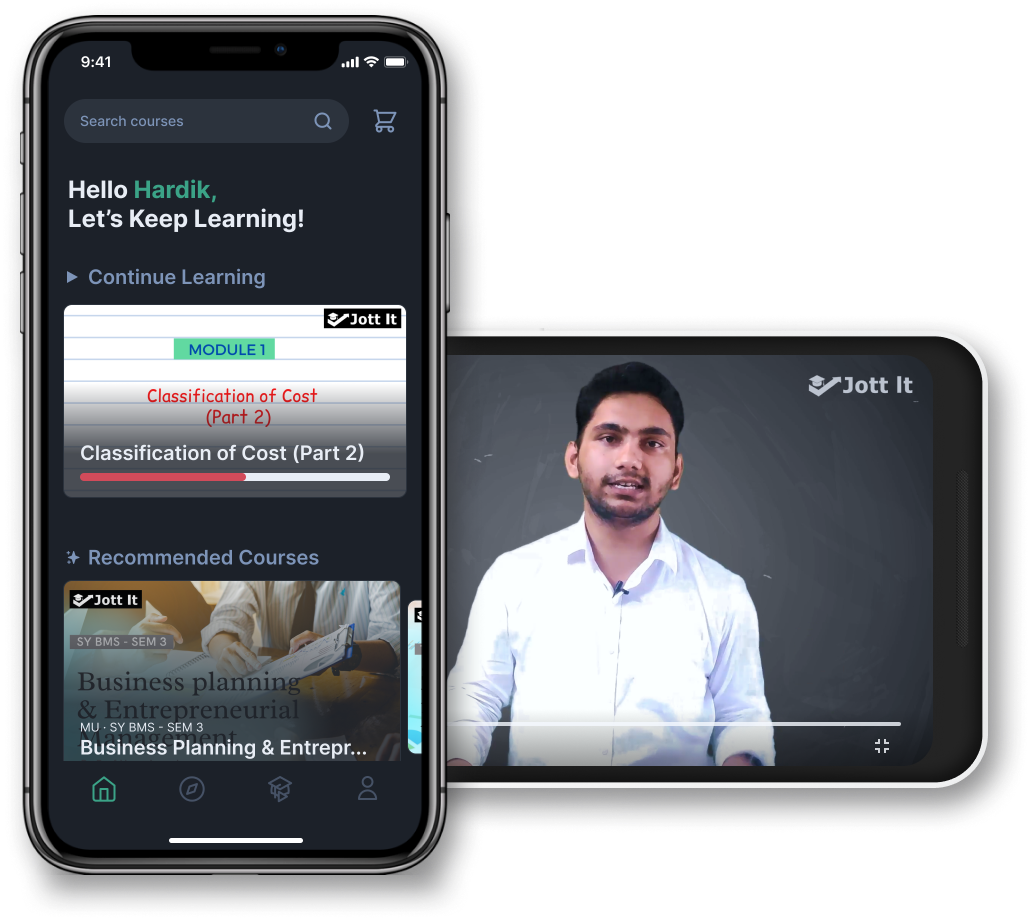 9:41
Search courses
Hello Hardik,
Let's Keep Learning!
Continue Learning
Jott It
MODULE 1
Classification of Cost
(Part 2)
Classification of Cost (Part 2)
Recommended Courses
Jott It
SY BMS - SEM 3
Business planning
& Entrepreneurial
Management
MU · SY BMS - SEM 3
Business Planning & Entrepr...
Jott It